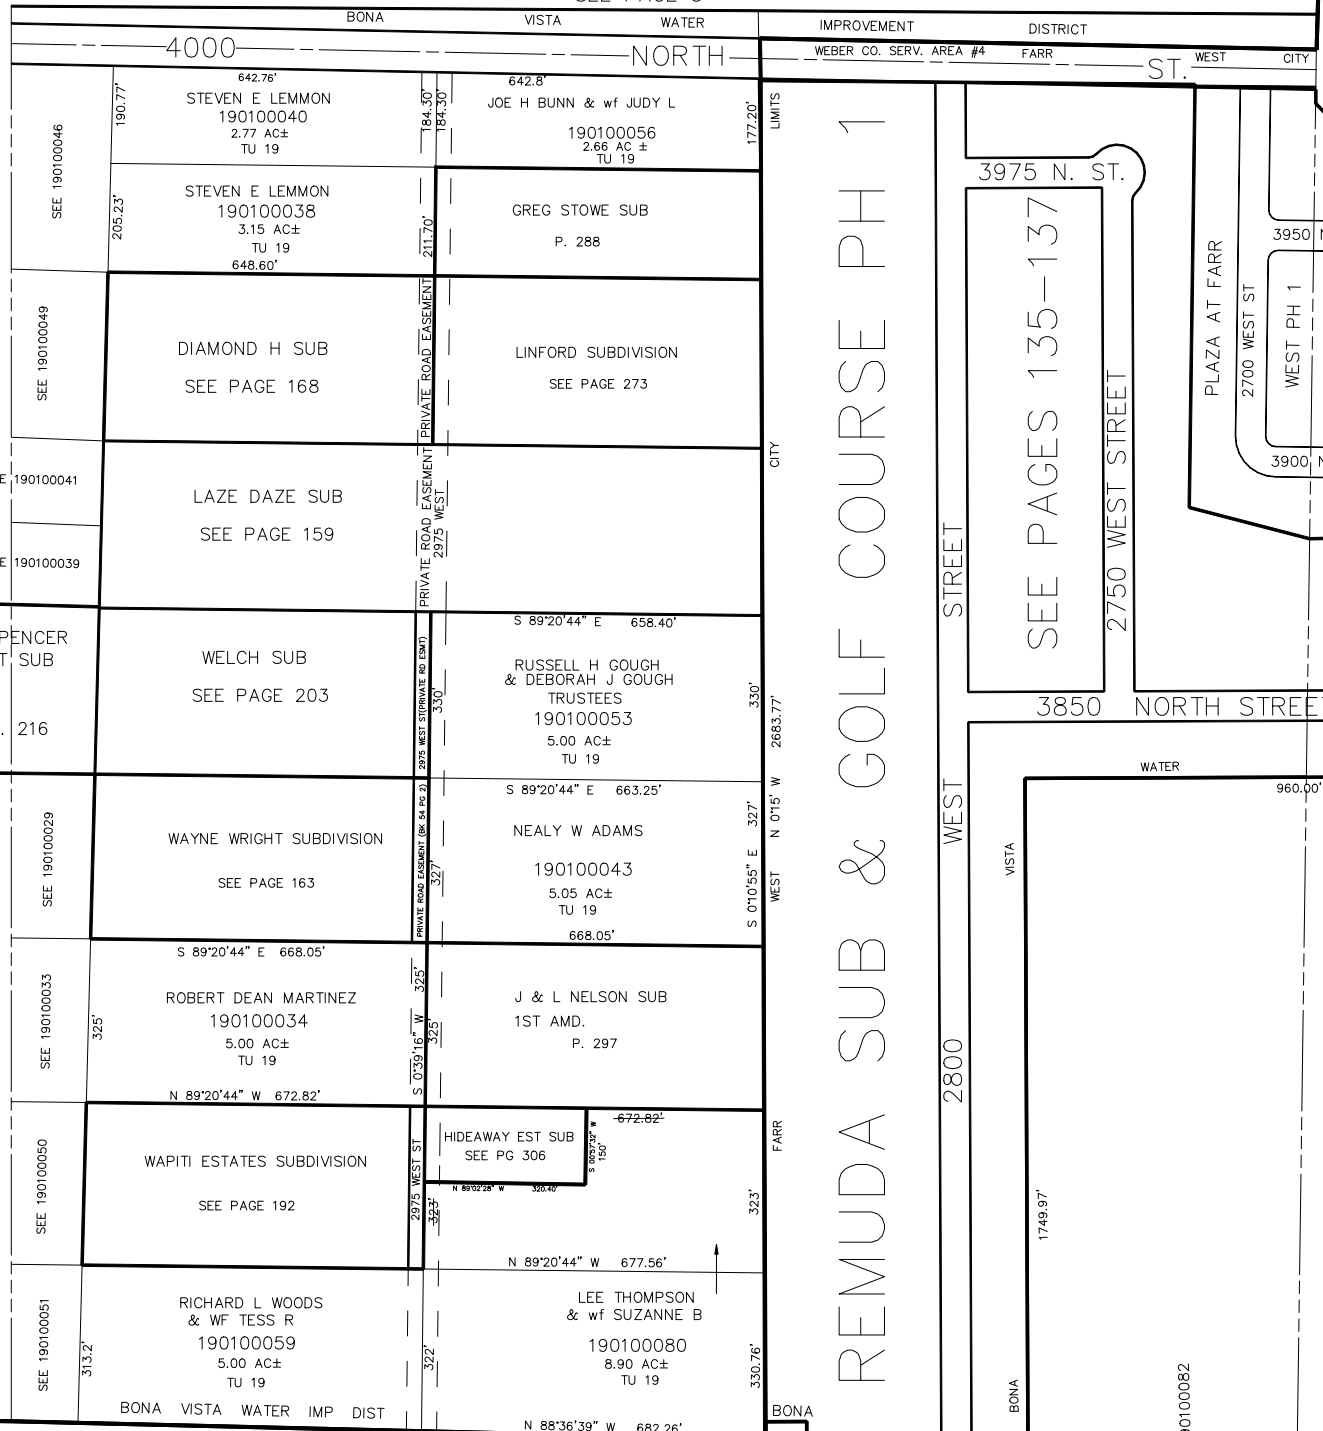 BONA VISTA WATER IMPROVEMENT DISTRICT
4000 NORTH ST.
WEBER CO. SERV. AREA #4 FARR WEST CITY
LIMITS
642.76'
STEVEN E LEMMON
190100040
2.77 AC±
TU 19
190.77'
184.30'
184.30'
642.8'
JOE H BUNN & wf JUDY L
190100056
2.66 AC ±
TU 19
177.20'
SEE 190100046
STEVEN E LEMMON
190100038
3.15 AC±
TU 19
648.60'
205.23'
211.70'
GREG STOWE SUB
P. 288
SEE 190100049
DIAMOND H SUB
SEE PAGE 168
PRIVATE ROAD EASEMENT
LINFORD SUBDIVISION
SEE PAGE 273
190100041
190100039
LAZE DAZE SUB
SEE PAGE 159
PRIVATE ROAD EASEMENT
2975 WEST
CITY
PENCER
T SUB
. 216
WELCH SUB
SEE PAGE 203
2975 WEST ST(PRIVATE RD ESMT)
330'
S 89°20'44" E 658.40'
RUSSELL H GOUGH
& DEBORAH J GOUGH
TRUSTEES
190100053
5.00 AC±
TU 19
330'
2683.77'
N 0°15' W
SEE 190100029
WAYNE WRIGHT SUBDIVISION
SEE PAGE 163
PRIVATE ROAD EASEMENT (BK 54 PG 2)
327'
S 89°20'44" E 663.25'
NEALY W ADAMS
190100043
5.05 AC±
TU 19
668.05'
S 0°10'55" E 327'
WEST
SEE 190100033
S 89°20'44" E 668.05'
ROBERT DEAN MARTINEZ
190100034
5.00 AC±
TU 19
325'
N 89°20'44" W 672.82'
S 0°39'16" W 325'
325'
J & L NELSON SUB
1ST AMD.
P. 297
SEE 190100050
WAPITI ESTATES SUBDIVISION
SEE PAGE 192
2975 WEST ST
323'
HIDEAWAY EST SUB
SEE PG 306
672.82'
S 00°57'32" W
150'
N 89°02'28" W 320.40'
323'
FARR
N 89°20'44" W 677.56'
SEE 190100051
RICHARD L WOODS
& WF TESS R
190100059
5.00 AC±
TU 19
313.2'
322'
LEE THOMPSON
& wf SUZANNE B
190100080
8.90 AC±
TU 19
330.76'
BONA VISTA WATER IMP DIST
N 88°36'39" W 682.26'
BONA
REMUDA SUB & GOLF COURSE PH 1
SEE PAGES 135-137
2800 WEST STREET
3975 N. ST.
2750 WEST STREET
3850 NORTH STREET
PLAZA AT FARR
WEST PH 1
2700 WEST ST
3950 N
3900 N
WATER
960.00'
VISTA
1749.97'
BONA
90100082